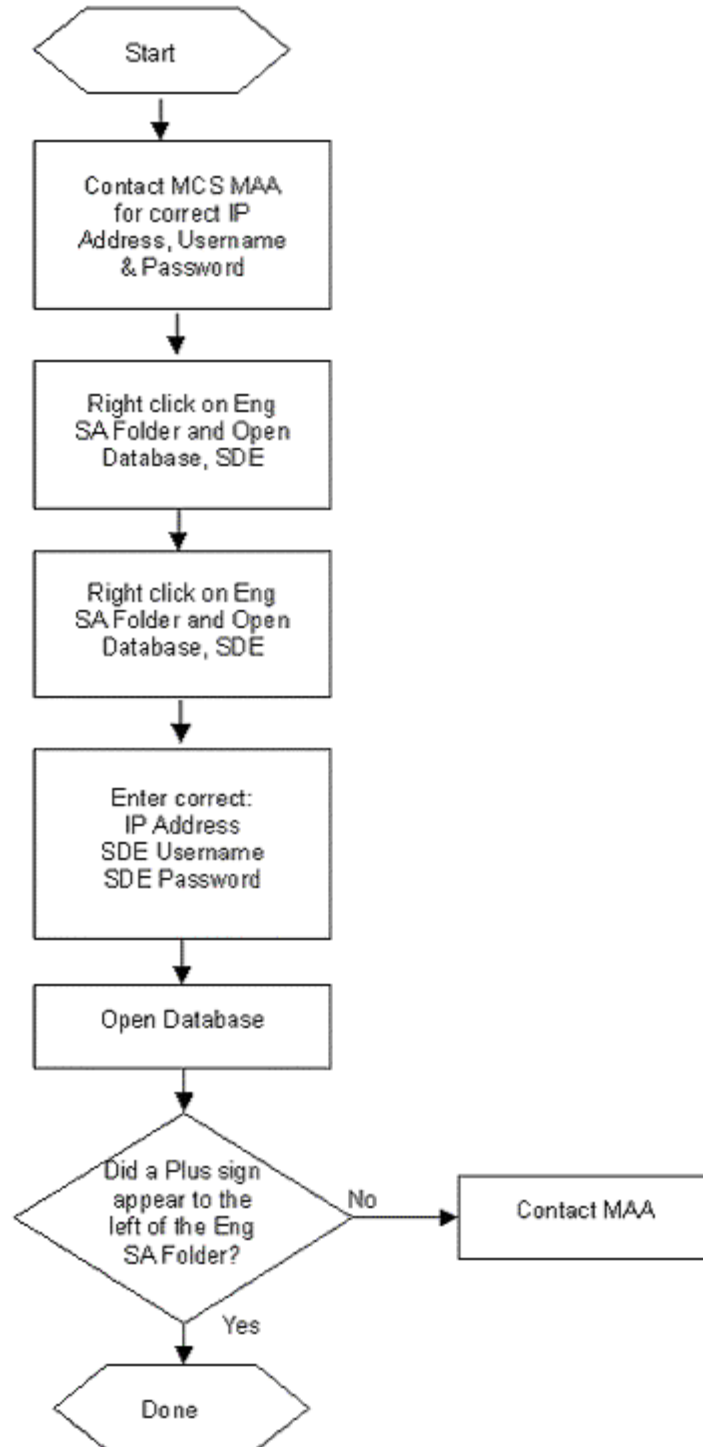 Start
Contact MCS MAA
for correct IP
Address, Username
& Password
Right click on Eng
SA Folder and Open
Database, SDE
Right click on Eng
SA Folder and Open
Database, SDE
Enter correct:
IP Address
SDE Username
SDE Password
Open Database
Did a Plus sign
appear to the
left of the Eng
SA Folder?
No
Contact MAA
Yes
Done